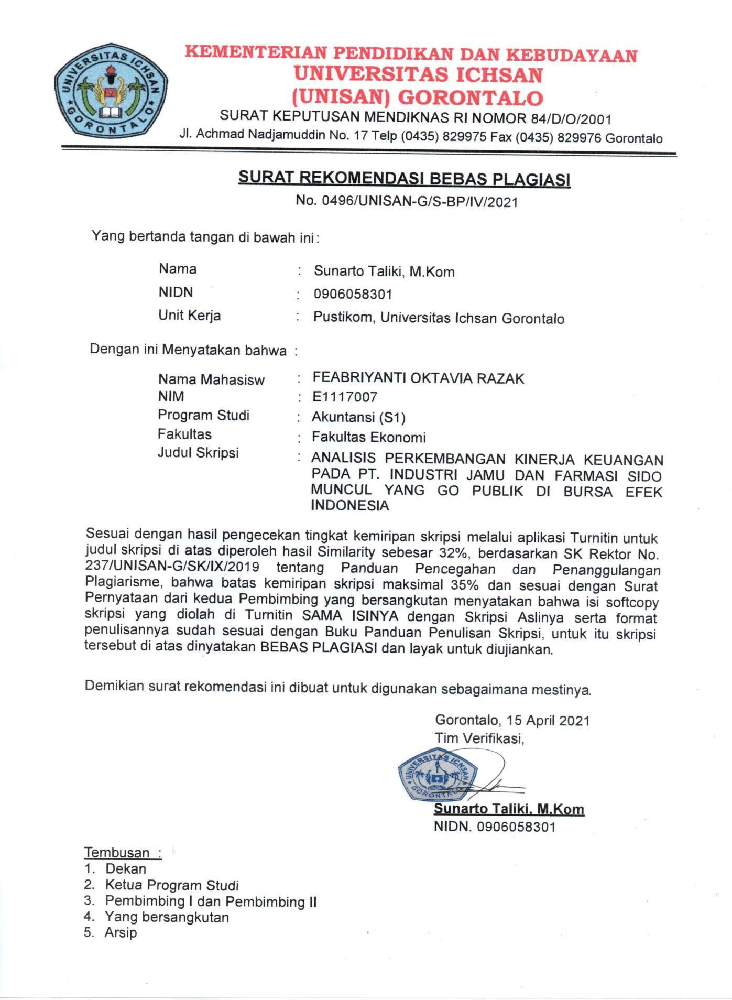 UNIVERSITAS ICHSAN
GORONTALO
KEMENTERIAN PENDIDIKAN DAN KEBUDAYAAN
UNIVERSITAS ICHSAN
(UNISAN) GORONTALO
SURAT KEPUTUSAN MENDIKNAS RI NOMOR 84/D/O/2001
Jl. Achmad Nadjamuddin No. 17 Telp (0435) 829975 Fax (0435) 829976 Gorontalo
SURAT REKOMENDASI BEBAS PLAGIASI
No. 0496/UNISAN-G/S-BP/IV/2021
Yang bertanda tangan di bawah ini :
Nama : Sunarto Taliki, M.Kom
NIDN : 0906058301
Unit Kerja : Pustikom, Universitas Ichsan Gorontalo
Dengan ini Menyatakan bahwa :
Nama Mahasisw : FEABRIYANTI OKTAVIA RAZAK
NIM : E1117007
Program Studi : Akuntansi (S1)
Fakultas : Fakultas Ekonomi
Judul Skripsi : ANALISIS PERKEMBANGAN KINERJA KEUANGAN
PADA PT. INDUSTRI JAMU DAN FARMASI SIDO
MUNCUL YANG GO PUBLIK DI BURSA EFEK
INDONESIA
Sesuai dengan hasil pengecekan tingkat kemiripan skripsi melalui aplikasi Turnitin untuk
judul skripsi di atas diperoleh hasil Similarity sebesar 32%, berdasarkan SK Rektor No.
237/UNISAN-G/SK/IX/2019 tentang Panduan Pencegahan dan Penanggulangan
Plagiarisme, bahwa batas kemiripan skripsi maksimal 35% dan sesuai dengan Surat
Pernyataan dari kedua Pembimbing yang bersangkutan menyatakan bahwa isi softcopy
skripsi yang diolah di Turnitin SAMA ISINYA dengan Skripsi Aslinya serta format
penulisannya sudah sesuai dengan Buku Panduan Penulisan Skripsi, untuk itu skripsi
tersebut di atas dinyatakan BEBAS PLAGIASI dan layak untuk diujiankan.
Demikian surat rekomendasi ini dibuat untuk digunakan sebagaimana mestinya.
Gorontalo, 15 April 2021
Tim Verifikasi,
UNIVERSITAS ICHSAN
GORONTALO
Sunarto Taliki, M.Kom
NIDN. 0906058301
Tembusan :
1. Dekan
2. Ketua Program Studi
3. Pembimbing I dan Pembimbing II
4. Yang bersangkutan
5. Arsip